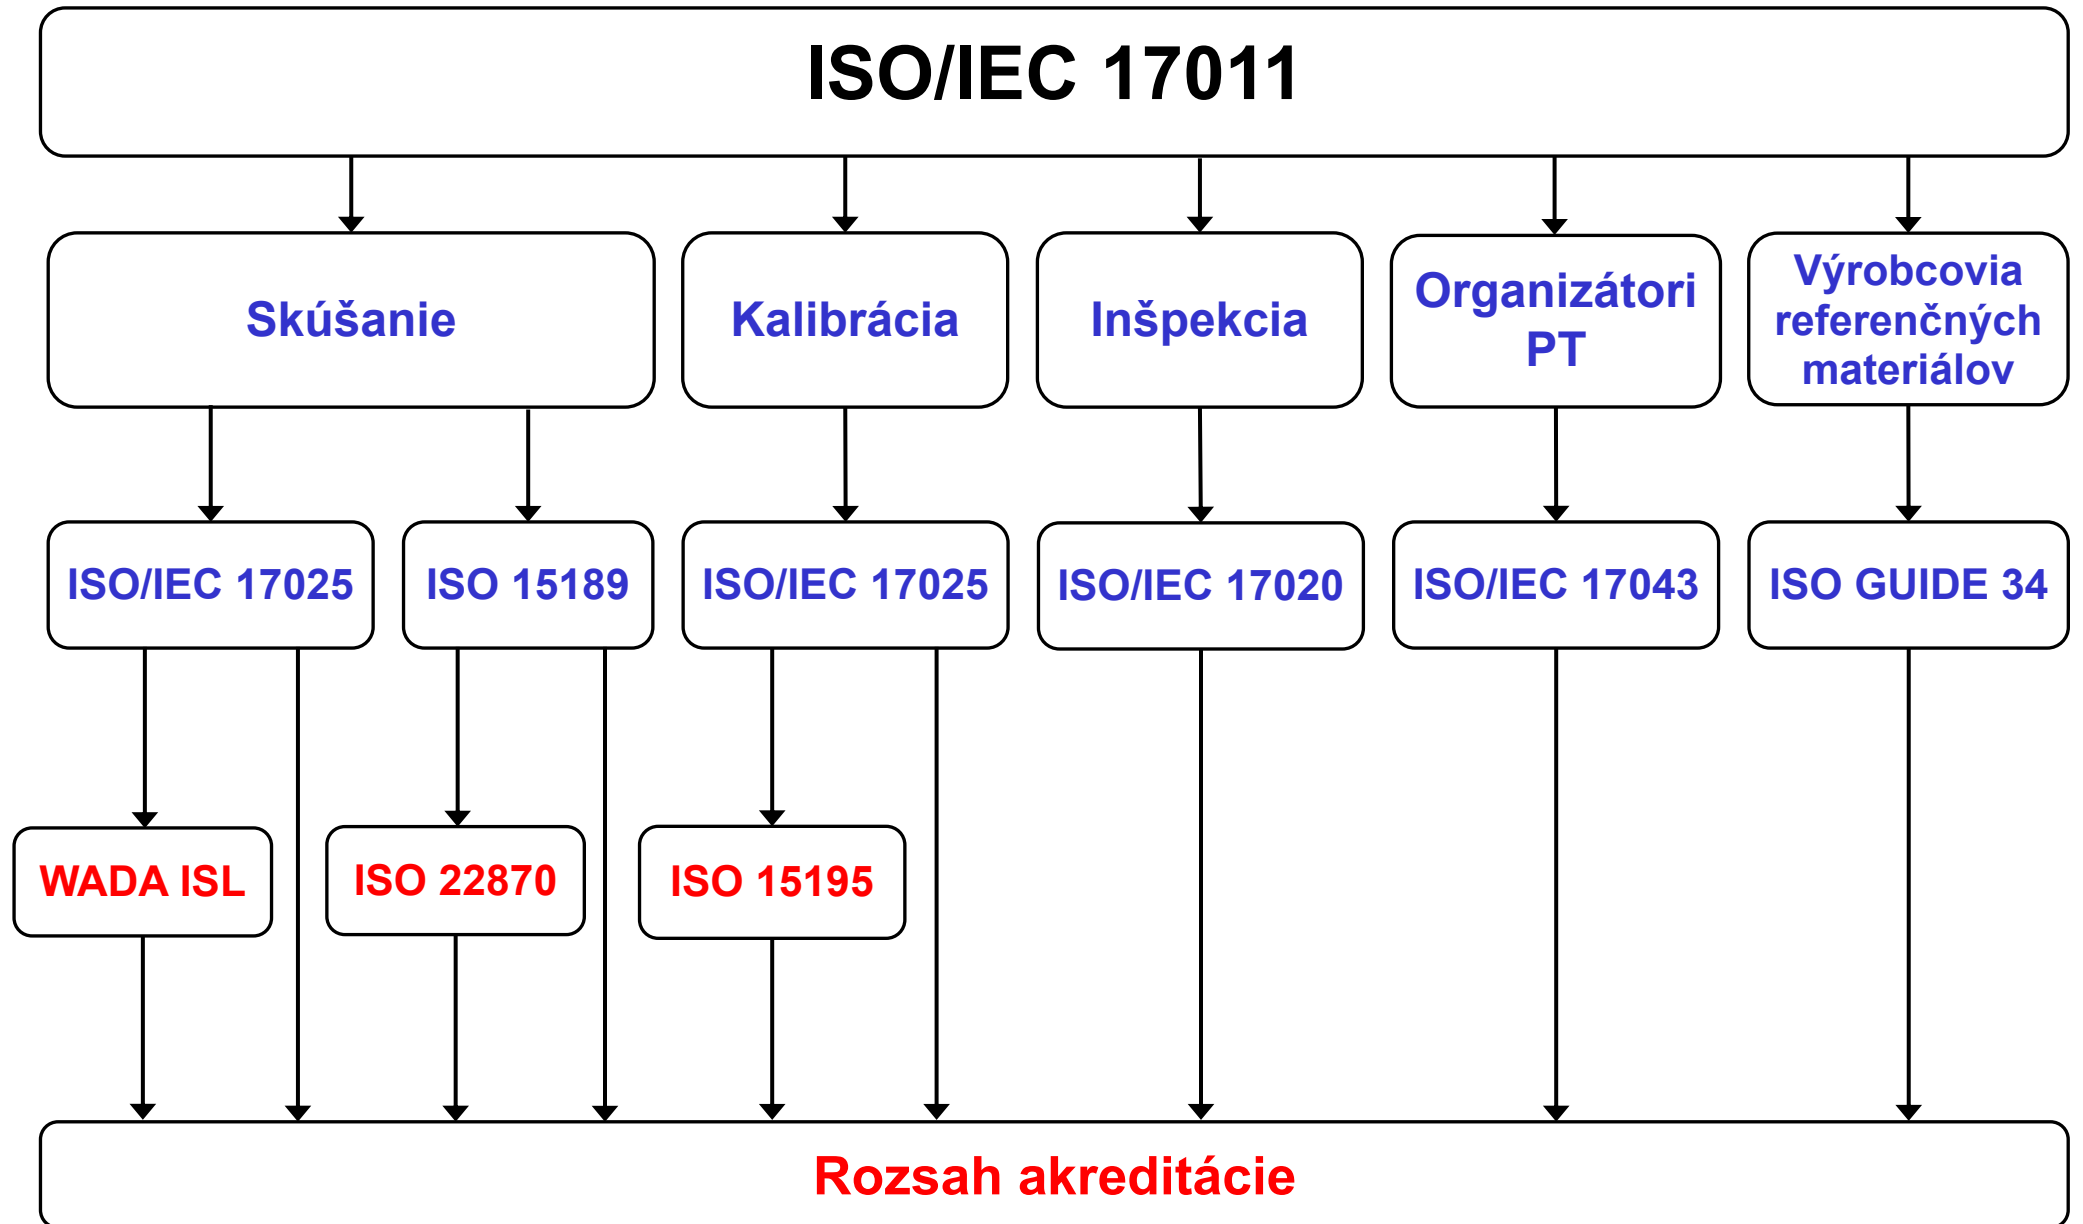 ISO/IEC 17011
Skúšanie
Kalibrácia
Inšpekcia
Organizátori
PT
Výrobcovia
referenčných
materiálov
ISO/IEC 17025
ISO 15189
ISO/IEC 17025
ISO/IEC 17020
ISO/IEC 17043
ISO GUIDE 34
WADA ISL
ISO 22870
ISO 15195
Rozsah akreditácie